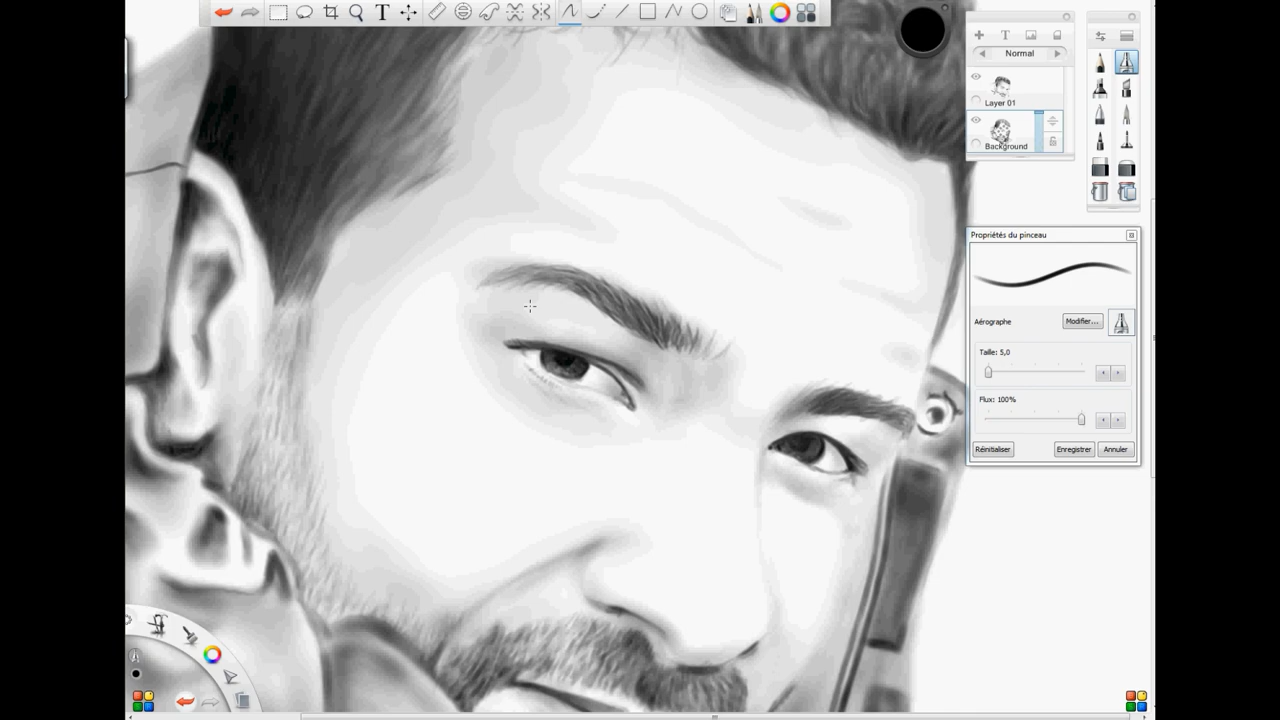 T
T
Normal
Layer 01
Background
Propriétés du pinceau
Aérographe
Modifier...
Taille: 5,0
Flux: 100%
Réinitialiser
Enregistrer
Annuler